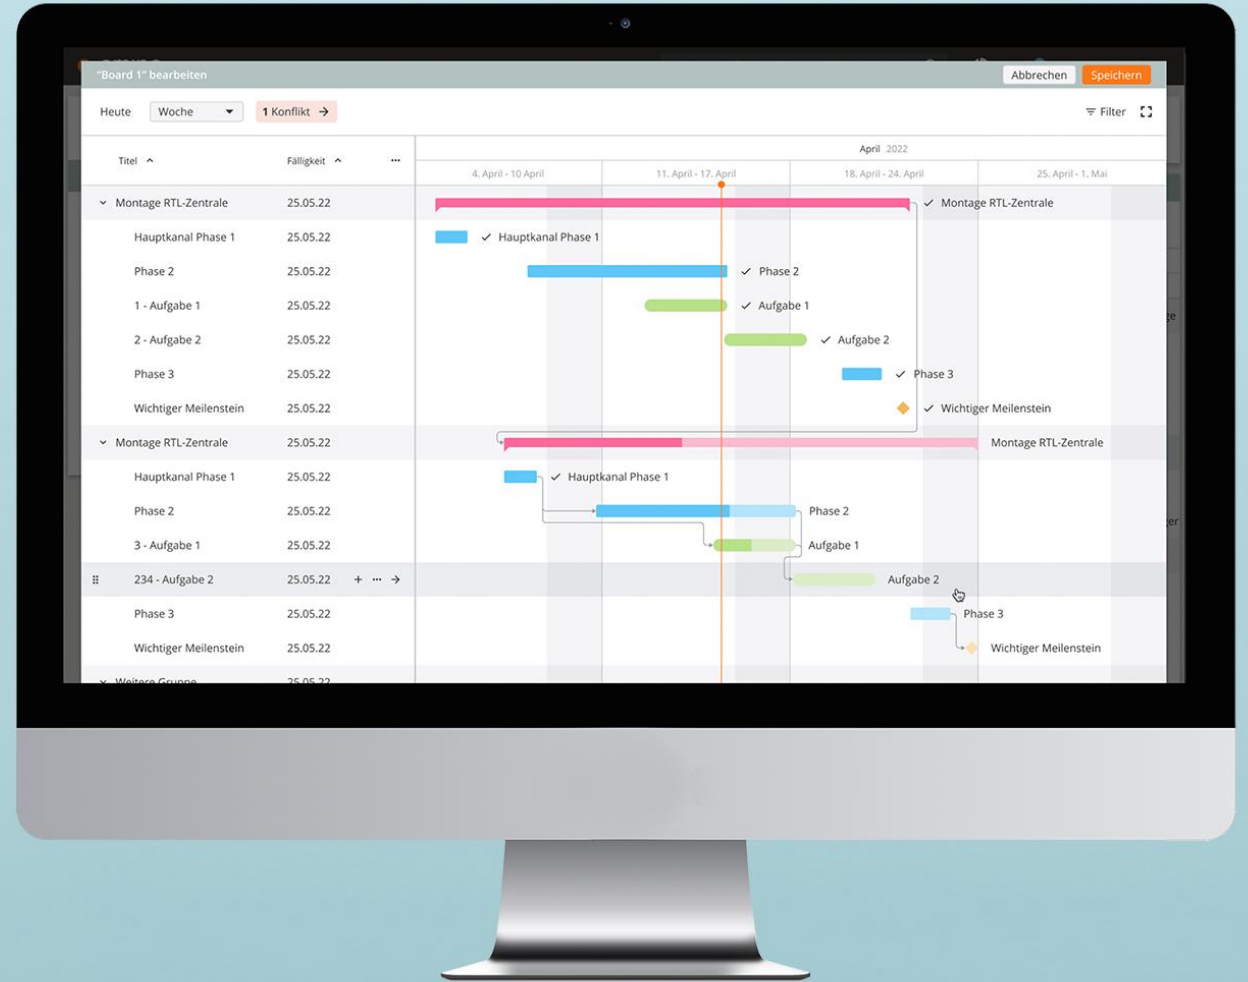 "Board 1" bearbeiten
Abbrechen
Speichern
Heute
Woche
1 Konflikt
Filter
April 2022
Titel
Fälligkeit
4. April - 10 April
11. April - 17. April
18. April - 24. April
25. April - 1. Mai
Montage RTL-Zentrale 25.05.22 Montage RTL-Zentrale
Hauptkanal Phase 1 25.05.22 Hauptkanal Phase 1
Phase 2 25.05.22 Phase 2
1 - Aufgabe 1 25.05.22 Aufgabe 1
2 - Aufgabe 2 25.05.22 Aufgabe 2
Phase 3 25.05.22 Phase 3
Wichtiger Meilenstein 25.05.22 Wichtiger Meilenstein
Montage RTL-Zentrale 25.05.22 Montage RTL-Zentrale
Hauptkanal Phase 1 25.05.22 Hauptkanal Phase 1
Phase 2 25.05.22 Phase 2
3 - Aufgabe 1 25.05.22 Aufgabe 1
234 - Aufgabe 2 25.05.22 Aufgabe 2
Phase 3 25.05.22 Phase 3
Wichtiger Meilenstein 25.05.22 Wichtiger Meilenstein
Weitere Gruppe 25.05.22